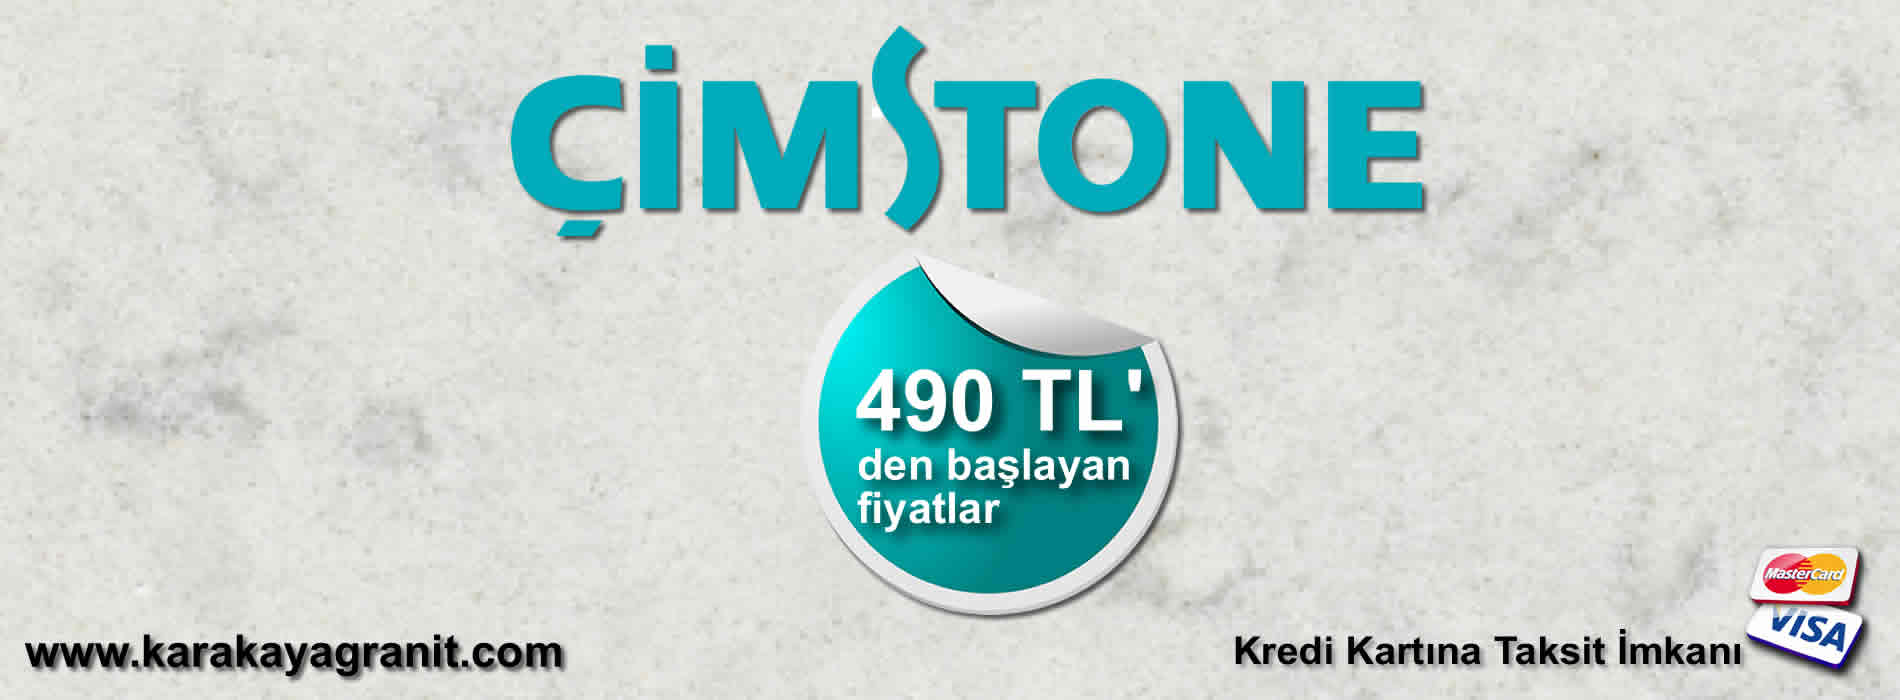 ÇİMSTONE
490 TL'
den başlayan
fiyatlar
www.karakayagranit.com
Kredi Kartına Taksit İmkanı
MasterCard
VISA